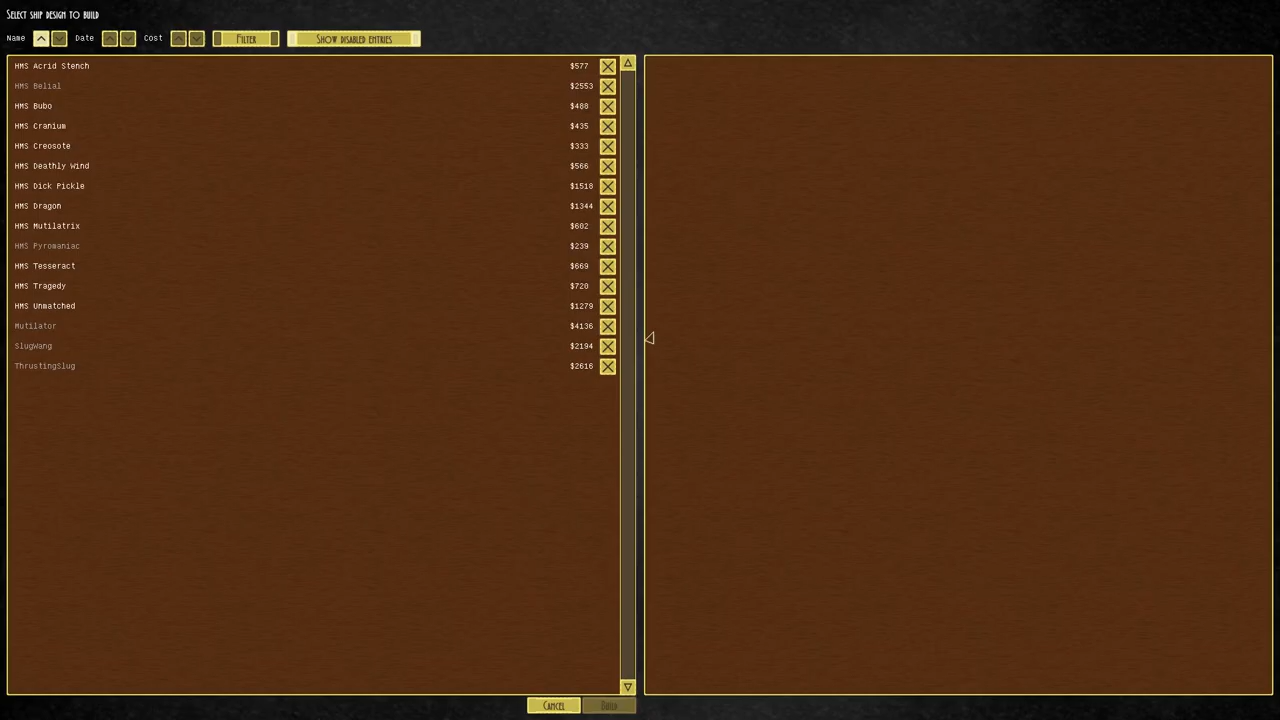 Select ship design to build
Name Date Cost Filter Show disabled entries
HMS Acrid Stench $577
HMS Belial $2553
HMS Bubo $488
HMS Cranium $435
HMS Creosote $333
HMS Deathly Wind $566
HMS Dick Pickle $1518
HMS Dragon $1344
HMS Mutilatrix $602
HMS Pyromaniac $239
HMS Tesseract $669
HMS Tragedy $720
HMS Unmatched $1279
Mutilator $4136
SlugWang $2194
ThrustingSlug $2616
Cancel Build